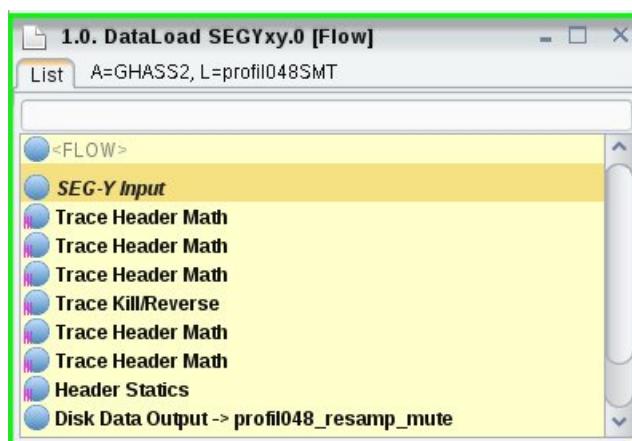 1.0. DataLoad SEGYxy.0 [Flow]
List A=GHASS2, L=profil048SMT
<FLOW>
SEG-Y Input
Trace Header Math
Trace Header Math
Trace Header Math
Trace Kill/Reverse
Trace Header Math
Trace Header Math
Header Statics
Disk Data Output -> profil048_resamp_mute